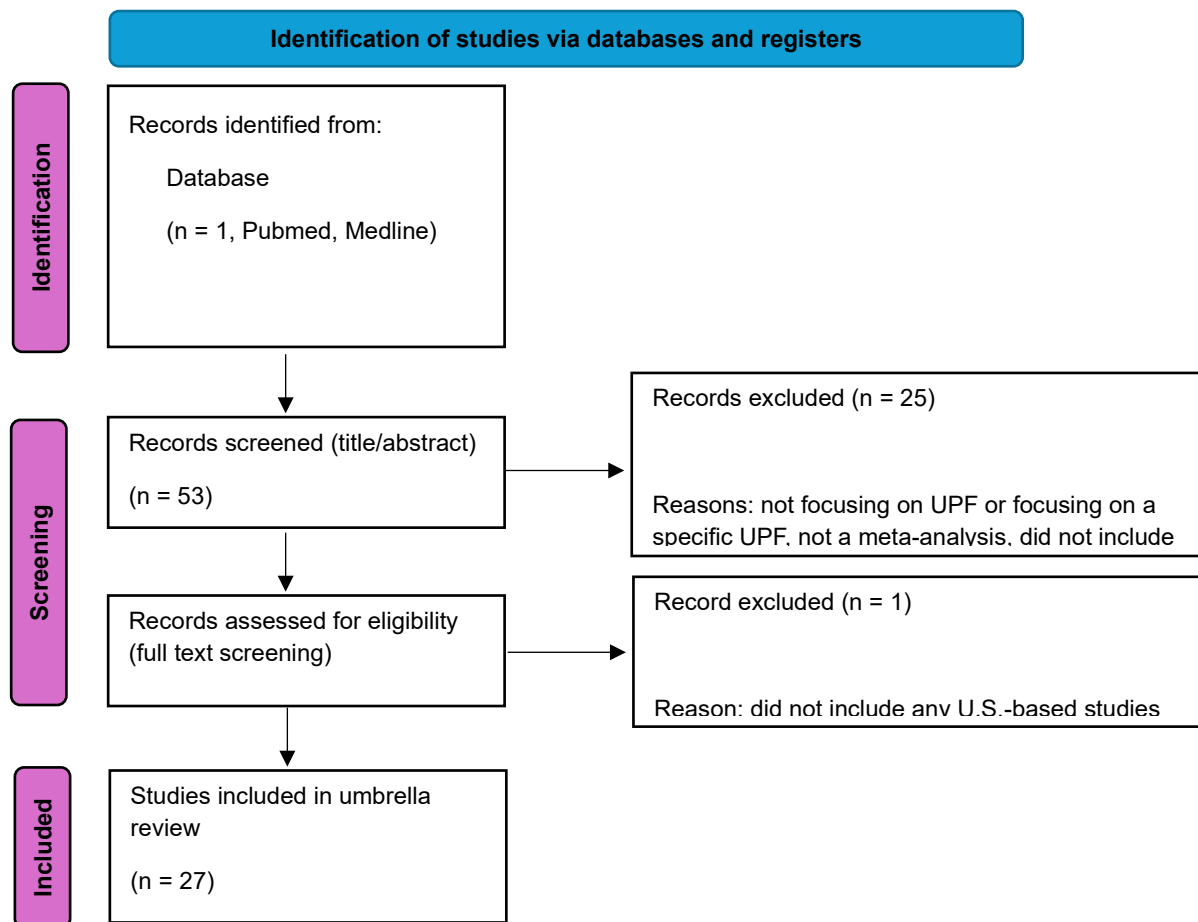 Identification of studies via databases and registers
Identification
Records identified from:
Database
(n = 1, Pubmed, Medline)
Screening
Records screened (title/abstract)
(n = 53)
Records excluded (n = 25)
Reasons: not focusing on UPF or focusing on a
specific UPF, not a meta-analysis, did not include
Records assessed for eligibility
(full text screening)
Record excluded (n = 1)
Reason: did not include any U.S.-based studies
Included
Studies included in umbrella
review
(n = 27)